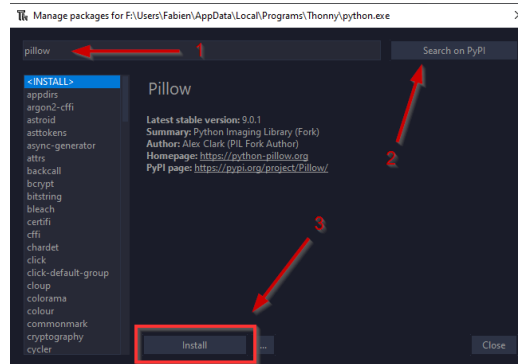 Manage packages for F:\Users\Fabien\AppData\Local\Programs\Thonny\python.exe
pillow
1
Search on PyPI
<INSTALL>
appdirs
argon2-cffi
astroid
asttokens
async-generator
attrs
backcall
bcrypt
bitstring
bleach
certifi
cffi
chardet
click
click-default-group
cloup
colorama
colour
commonmark
cryptography
cycler
Pillow
Latest stable version: 9.0.1
Summary: Python Imaging Library (Fork)
Author: Alex Clark (PIL Fork Author)
Homepage: https://python-pillow.org
PyPI page: https://pypi.org/project/Pillow/
2
3
Install
...
Close